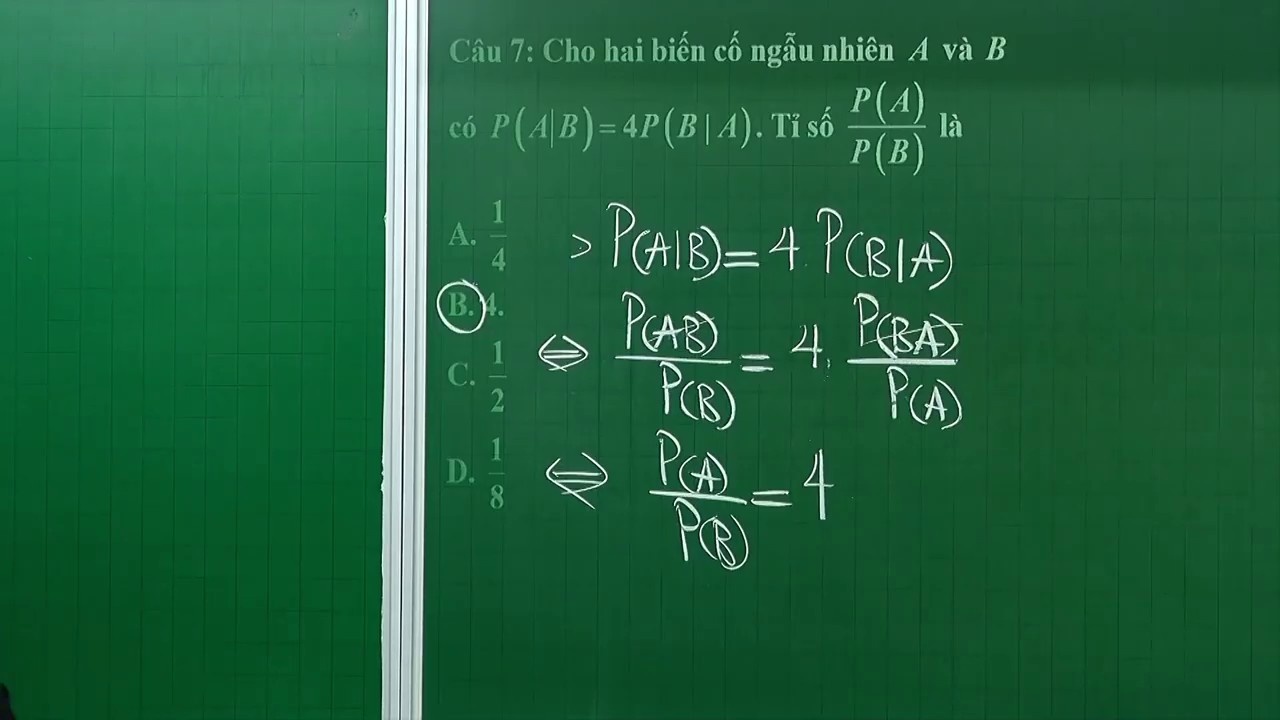 Câu 7: Cho hai biến cố ngẫu nhiên A và B
có P(A|B)=4P(B|A). Tỉ số P(A)/P(B) là
A. 1/4
B. 4.
C. 1/2
D. 1/8
> P(A|B) = 4. P(B|A)
⇔ P(AB)/P(B) = 4. P(BA)/P(A)
⇔ P(A)/P(B) = 4